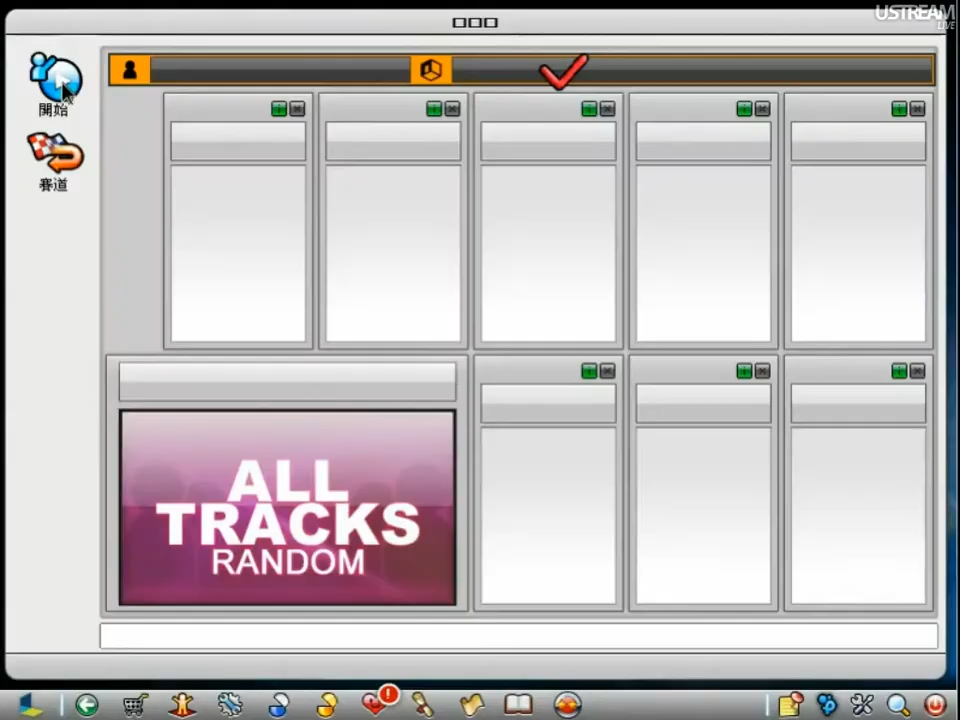 USTREAM
LIVE
開始
賽道
ALL
TRACKS
RANDOM